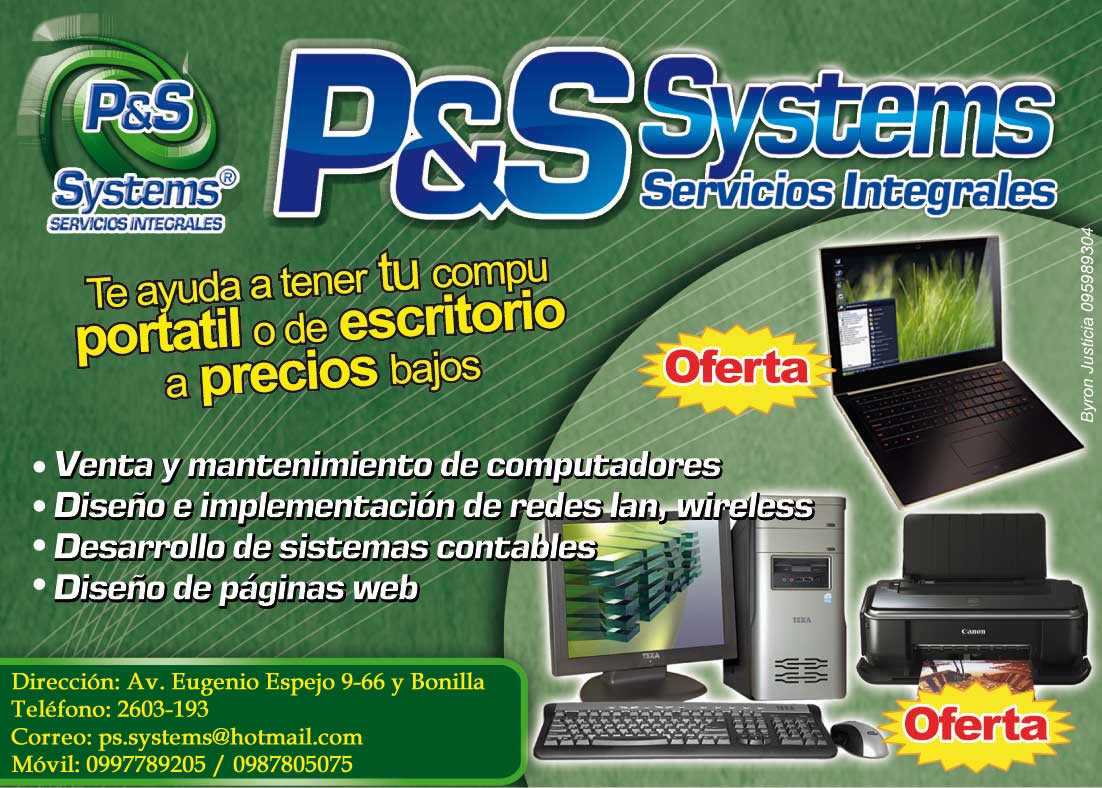 P&S
Systems®
SERVICIOS INTEGRALES
P&S Systems
Servicios Integrales
Te ayuda a tener tu compu
portatil o de escritorio
a precios bajos
Oferta
Byron Justicia 095989304
• Venta y mantenimiento de computadores
• Diseño e implementación de redes lan, wireless
• Desarrollo de sistemas contables
• Diseño de páginas web
TEXA
TEXA
Canon
TEXA
Oferta
Dirección: Av. Eugenio Espejo 9-66 y Bonilla
Teléfono: 2603-193
Correo: ps.systems@hotmail.com
Móvil: 0997789205 / 0987805075